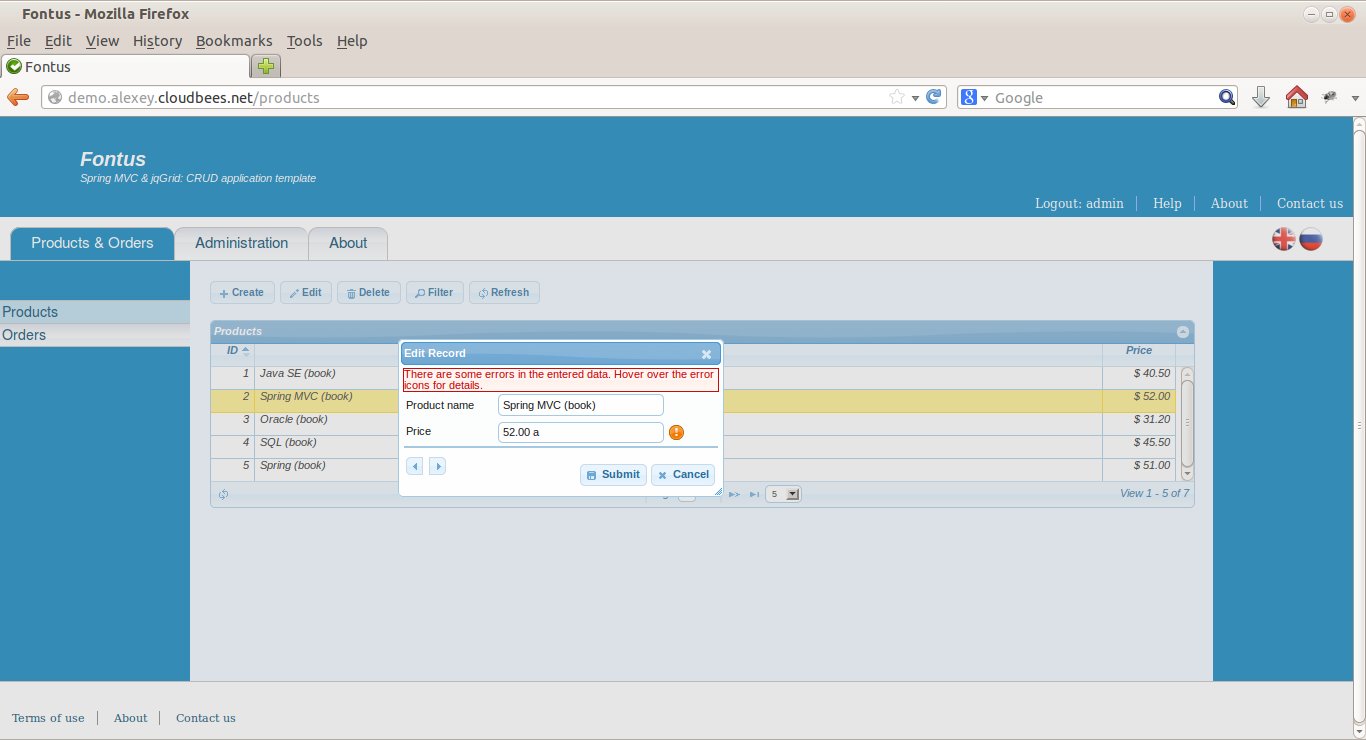 Fontus - Mozilla Firefox
File Edit View History Bookmarks Tools Help
Fontus
demo.alexey.cloudbees.net/products
Google
Fontus
Spring MVC & jqGrid: CRUD application template
Logout: admin Help About Contact us
Products & Orders Administration About
Create Edit Delete Filter Refresh
Products
Orders
Products
ID Price
1 Java SE (book) $ 40.50
2 Spring MVC (book) $ 52.00
3 Oracle (book) $ 31.20
4 SQL (book) $ 45.50
5 Spring (book) $ 51.00
Edit Record
There are some errors in the entered data. Hover over the error
icons for details.
Product name Spring MVC (book)
Price 52.00 a
Submit Cancel
5 View 1 - 5 of 7
Terms of use About Contact us